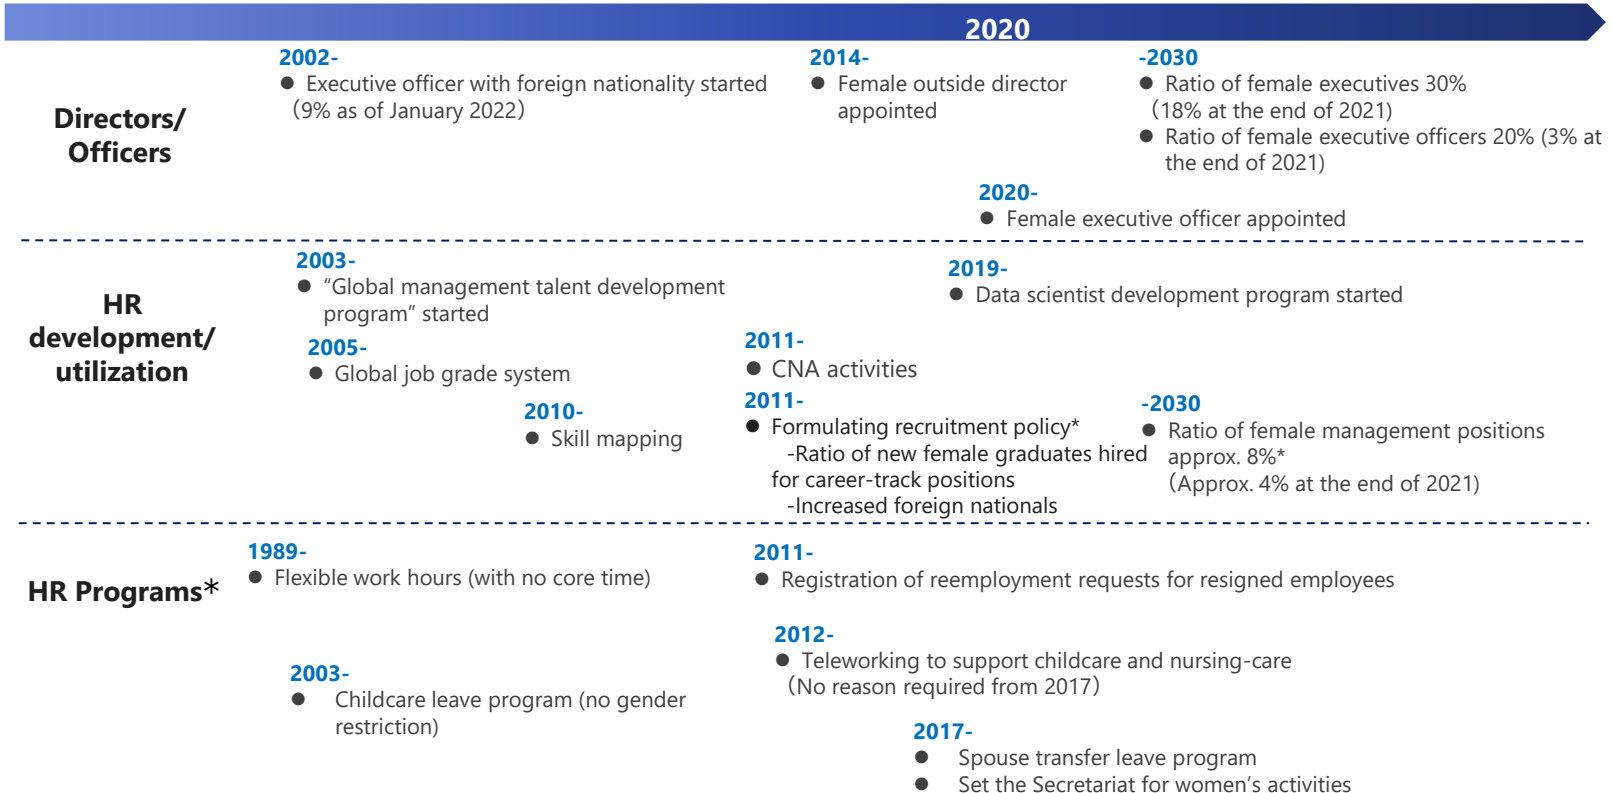 2020
Directors/
Officers
2002-
● Executive officer with foreign nationality started
（9% as of January 2022）
2014-
● Female outside director
appointed
-2030
● Ratio of female executives 30%
（18% at the end of 2021)
● Ratio of female executive officers 20% (3% at
the end of 2021)
2020-
● Female executive officer appointed
HR
development/
utilization
2003-
● “Global management talent development
program” started
2005-
● Global job grade system
2010-
● Skill mapping
2019-
● Data scientist development program started
2011-
● CNA activities
2011-
● Formulating recruitment policy*
-Ratio of new female graduates hired
for career-track positions
-Increased foreign nationals
-2030
● Ratio of female management positions
approx. 8%*
（Approx. 4% at the end of 2021）
HR Programs*
1989-
● Flexible work hours (with no core time)
2003-
● Childcare leave program (no gender
restriction)
2011-
● Registration of reemployment requests for resigned employees
2012-
● Teleworking to support childcare and nursing-care
（No reason required from 2017）
2017-
● Spouse transfer leave program
● Set the Secretariat for women’s activities